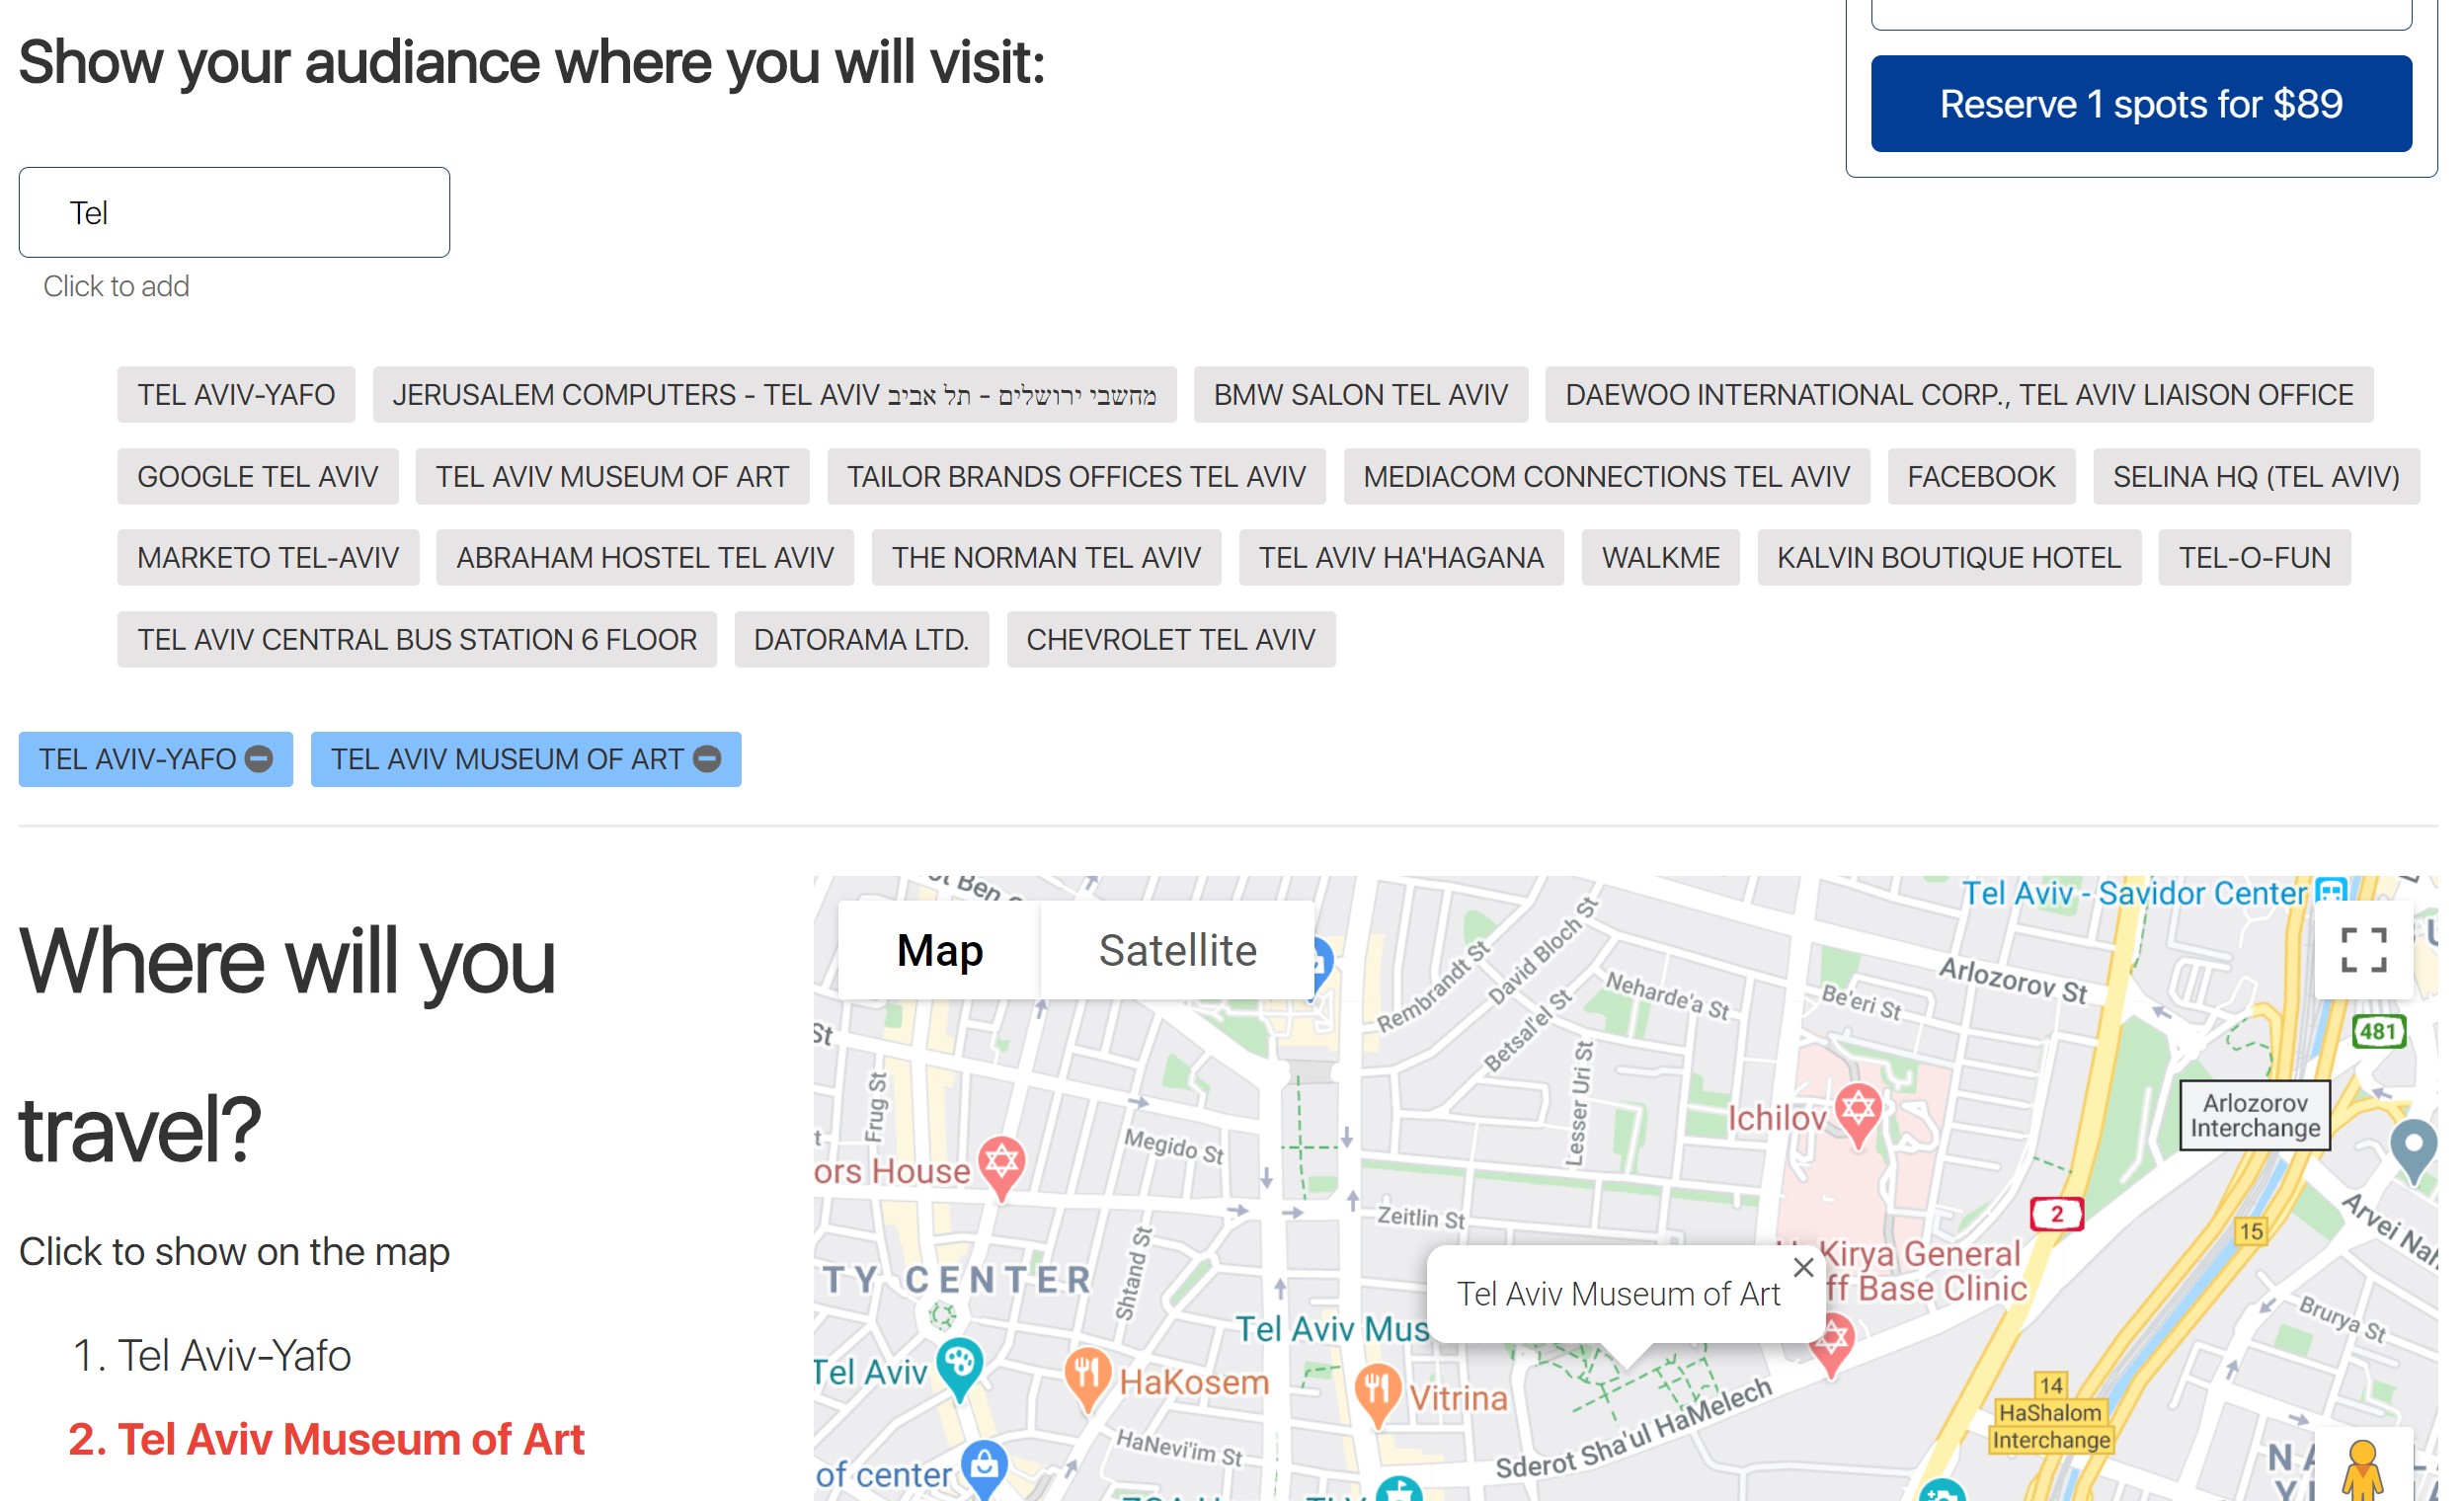 Show your audiance where you will visit:
Reserve 1 spots for $89
Tel
Click to add
TEL AVIV-YAFO
JERUSALEM COMPUTERS - TEL AVIV מחשבי ירושלים - תל אביב
BMW SALON TEL AVIV
DAEWOO INTERNATIONAL CORP., TEL AVIV LIAISON OFFICE
GOOGLE TEL AVIV
TEL AVIV MUSEUM OF ART
TAILOR BRANDS OFFICES TEL AVIV
MEDIACOM CONNECTIONS TEL AVIV
FACEBOOK
SELINA HQ (TEL AVIV)
MARKETO TEL-AVIV
ABRAHAM HOSTEL TEL AVIV
THE NORMAN TEL AVIV
TEL AVIV HA'HAGANA
WALKME
KALVIN BOUTIQUE HOTEL
TEL-O-FUN
TEL AVIV CENTRAL BUS STATION 6 FLOOR
DATORAMA LTD.
CHEVROLET TEL AVIV
TEL AVIV-YAFO
TEL AVIV MUSEUM OF ART
Where will you
travel?
Click to show on the map
1. Tel Aviv-Yafo
2. Tel Aviv Museum of Art
Map
Satellite
Tel Aviv - Savidor Center
Rembrandt St
David Bloch St
Betsal'el St
Neharde'a St
Be'eri St
Arlozorov St
481
St
Frug St
Megido St
Lesser Uri St
Ichilov
Arlozorov
Interchange
ors House
Zeitlin St
2
15
Arvei Nah
Shtand St
TY CENTER
Kirya General
ff Base Clinic
Tel Aviv Museum of Art
Tel Aviv Mus
Brurya St
Tel Aviv
HaKosem
Vitrina
Sderot Sha'ul HaMelech
14
HaShalom
Interchange
HaNevi'im St
of center